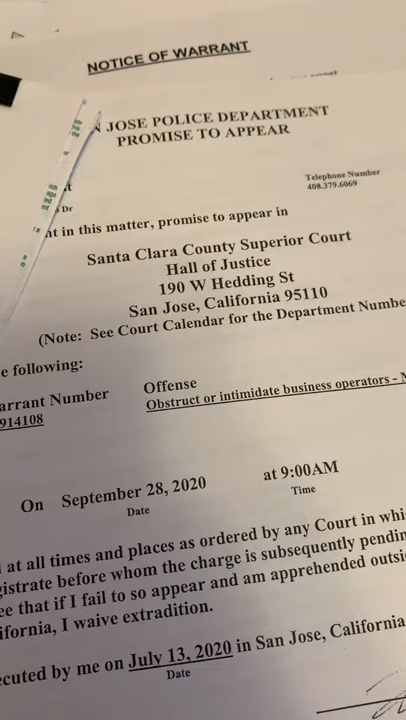 NOTICE OF WARRANT
N JOSE POLICE DEPARTMENT
PROMISE TO APPEAR
Telephone Number
408.379.6069
Dr
nt in this matter, promise to appear in
Santa Clara County Superior Court
Hall of Justice
190 W Hedding St
San Jose, California 95110
(Note: See Court Calendar for the Department Numbe
e following:
arrant Number
Offense
914108
Obstruct or intimidate business operators -
On September 28, 2020 at 9:00AM
Date
Time
at all times and places as ordered by any Court in whi
gistrate before whom the charge is subsequently pendin
ee that if I fail to so appear and am apprehended outsi
ifornia, I waive extradition.
ecuted by me on July 13, 2020 in San Jose, California
Date